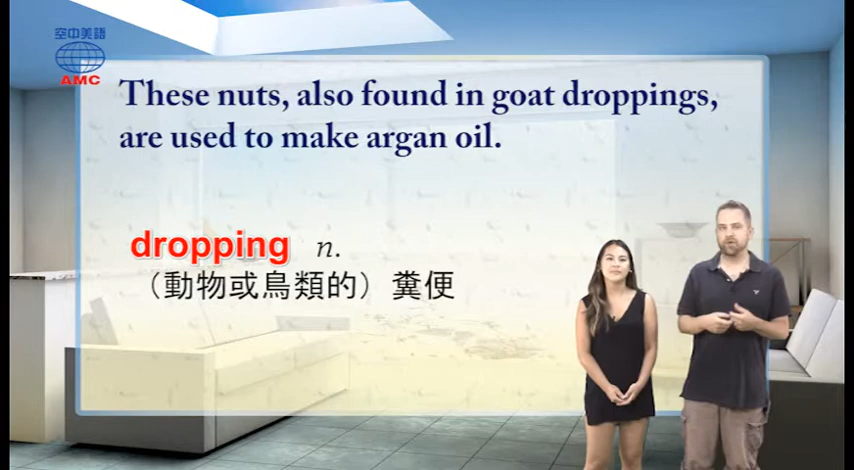 空中美語
AMC
These nuts, also found in goat droppings,
are used to make argan oil.
dropping n.
（動物或鳥類的）糞便